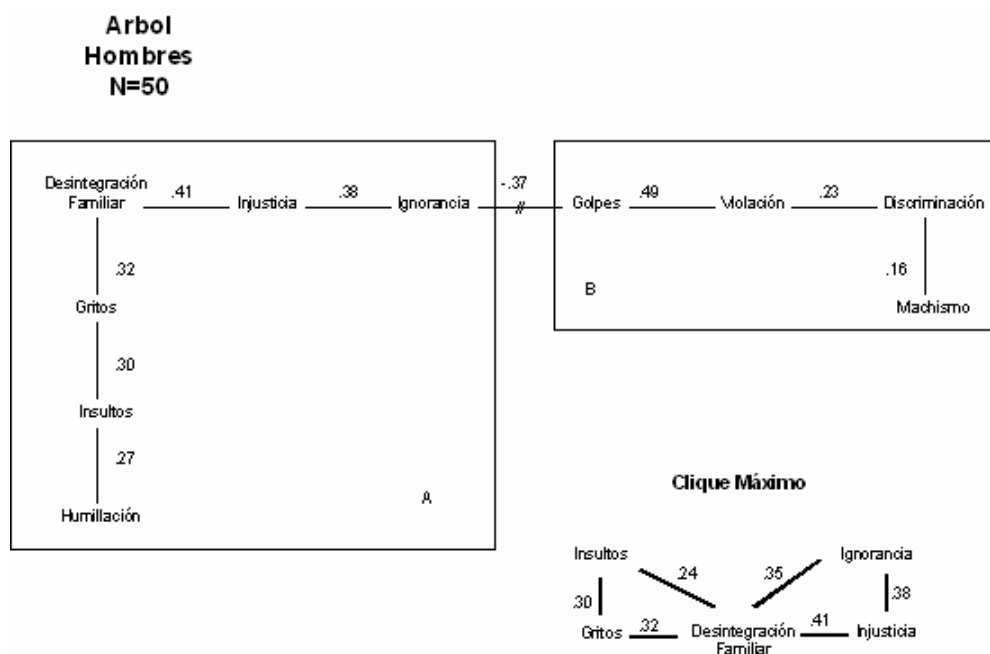 Arbol
Hombres
N=50
Desintegración
Familiar
.41
Injusticia
.38
Ignorancia
-.37
//
Golpes
.49
Violación
.23
Discriminación
.32
.16
Gritos
B
Machismo
.30
Insultos
.27
A
Humillación
Clique Máximo
Insultos
Ignorancia
.24
.35
.30
.38
Gritos
.32
Desintegración
Familiar
.41
Injusticia